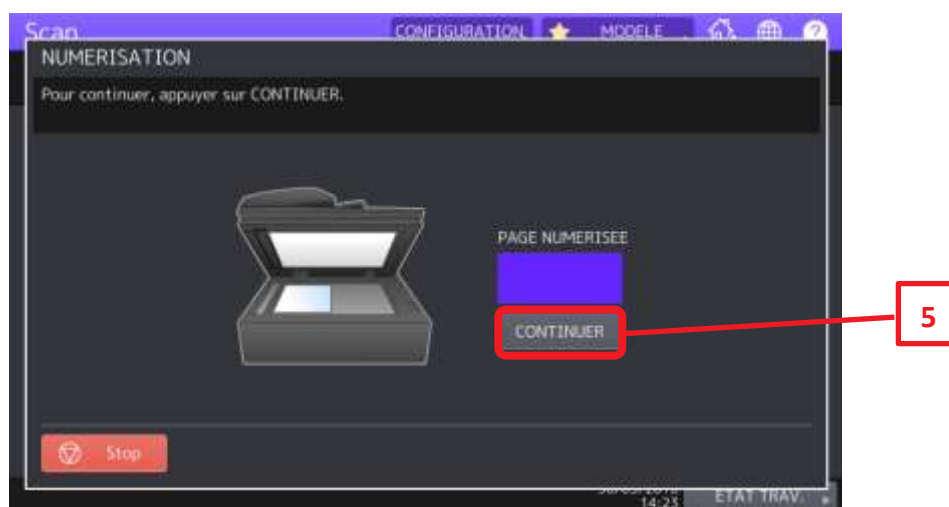 Scan CONFIGURATION MODELE ?
NUMERISATION
Pour continuer, appuyer sur CONTINUER.
PAGE NUMERISEE
CONTINUER
5
Stop
14:23 ETAT TRAV.